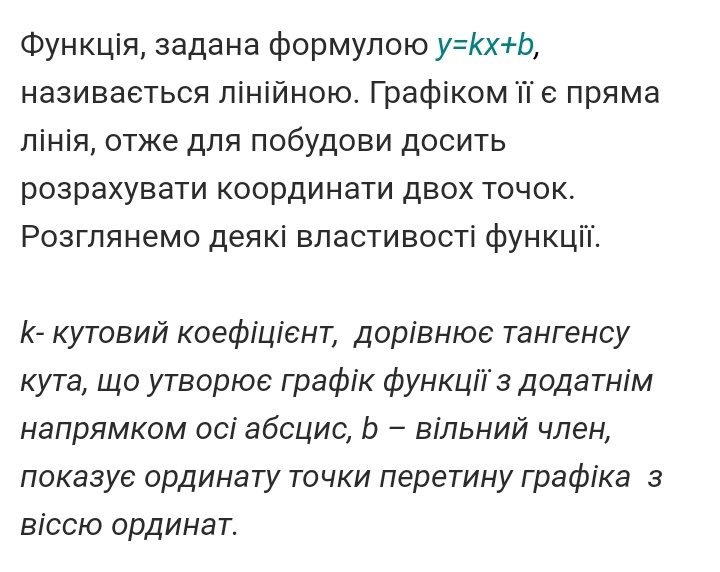 Функція, задана формулою y=kx+b,
називається лінійною. Графіком її є пряма
лінія, отже для побудови досить
розрахувати координати двох точок.
Розглянемо деякі властивості функції.
k- кутовий коефіцієнт,  дорівнює тангенсу
кута, що утворює графік функції з додатнім
напрямком осі абсцис, b – вільний член,
показує ординату точки перетину графіка  з
віссю ординат.